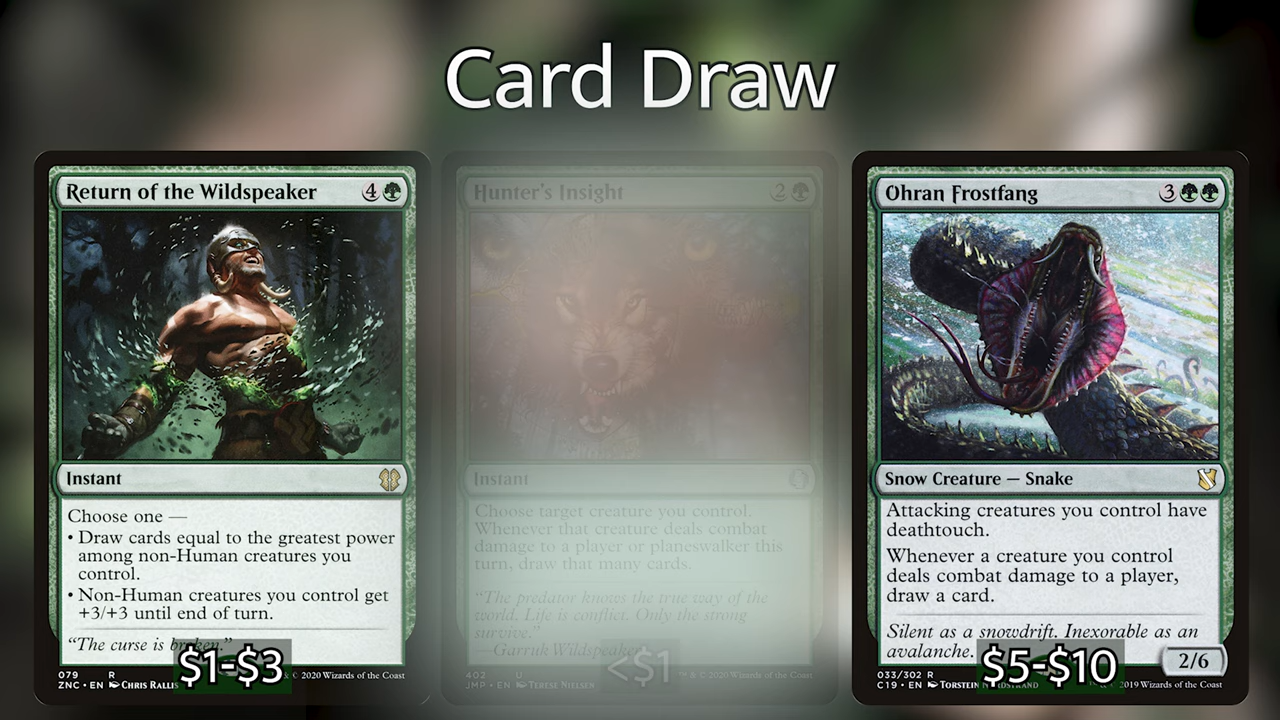 Card Draw
Return of the Wildspeaker 4
Instant
Choose one —
• Draw cards equal to the greatest power
among non-Human creatures you
control.
• Non-Human creatures you control get
+3/+3 until end of turn.
“The curse is broken.”
$1-$3
079 R
ZNC • EN Chris Rallis
& © 2020 Wizards of the Coast
Hunter's Insight 2
Instant
Choose target creature you control.
Whenever that creature deals combat
damage to a player or planeswalker this
turn, draw that many cards.
“The predator knows the true way of the
world. Life is conflict. Only the strong
survive.”
—Garruk Wildspeaker
<$1
402 U
JMP • EN Terese Nielsen
™ & © 2020 Wizards of the Coast
Ohran Frostfang 3
Snow Creature — Snake
Attacking creatures you control have
deathtouch.
Whenever a creature you control
deals combat damage to a player,
draw a card.
Silent as a snowdrift. Inexorable as an
avalanche.
$5-$10
2/6
033/302 R
C19 • EN
& © 2019 Wizards of the Coast